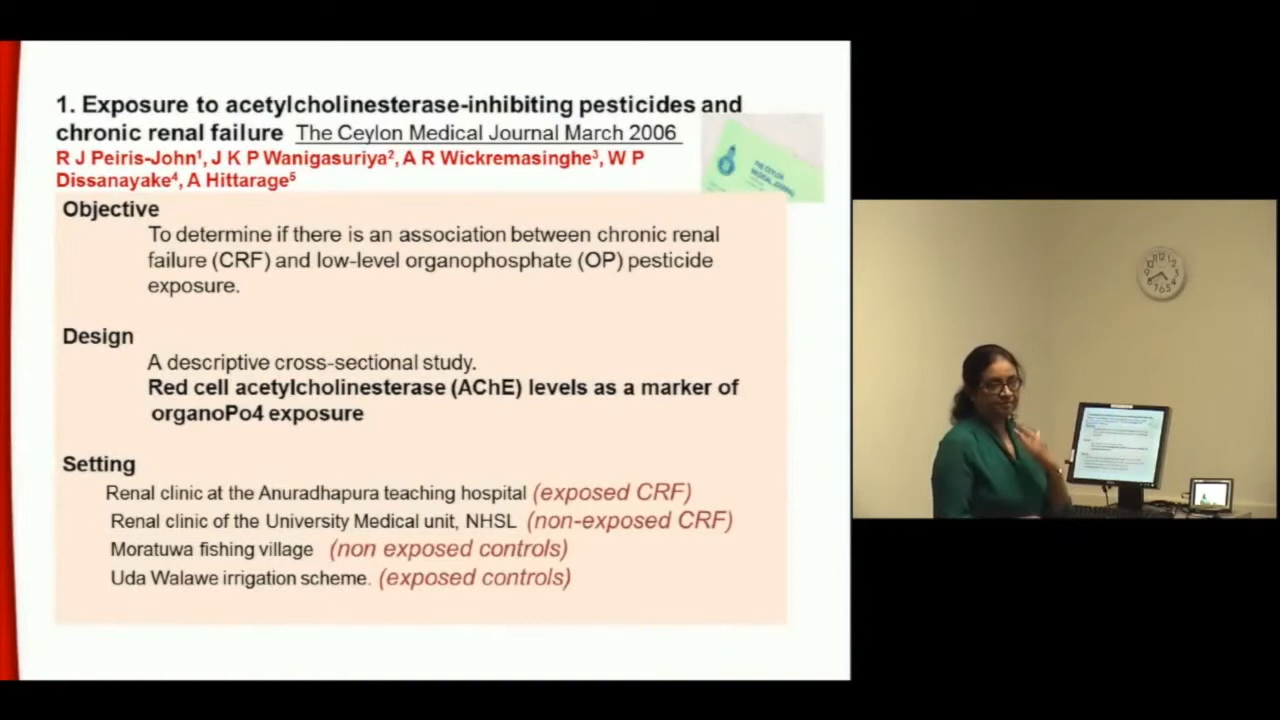 1. Exposure to acetylcholinesterase-inhibiting pesticides and
chronic renal failure The Ceylon Medical Journal March 2006
R J Peiris-John1, J K P Wanigasuriya2, A R Wickremasinghe3, W P
Dissanayake4, A Hittarage5
THE CEYLON
MEDICAL JOURNAL
Objective
To determine if there is an association between chronic renal
failure (CRF) and low-level organophosphate (OP) pesticide
exposure.
Design
A descriptive cross-sectional study.
Red cell acetylcholinesterase (AChE) levels as a marker of
organoPo4 exposure
Setting
Renal clinic at the Anuradhapura teaching hospital (exposed CRF)
Renal clinic of the University Medical unit, NHSL (non-exposed CRF)
Moratuwa fishing village (non exposed controls)
Uda Walawe irrigation scheme. (exposed controls)